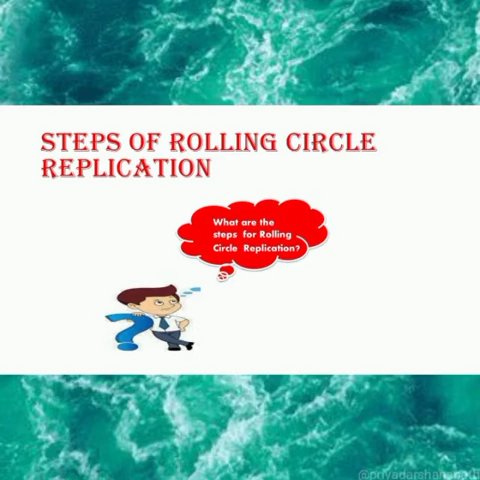 STEPS OF ROLLING CIRCLE
REPLICATION
What are the
steps for Rolling
Circle Replication?